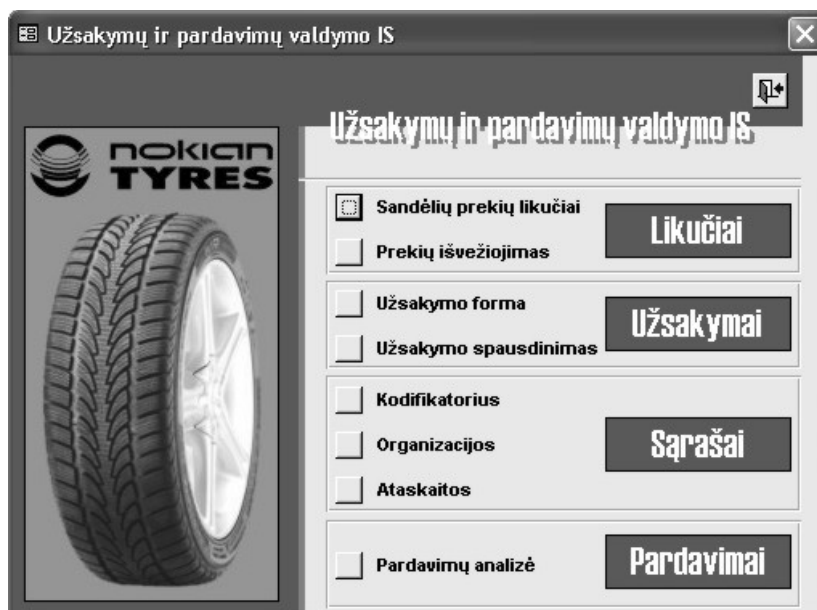 Užsakymų ir pardavimų valdymo IS
Užsakymų ir pardavimų valdymo IS
nokian
TYRES
Sandėlių prekių likučiai
Prekių išvežiojimas
Likučiai
Užsakymo forma
Užsakymo spausdinimas
Užsakymai
Kodifikatorius
Organizacijos
Ataskaitos
Sąrašai
Pardavimų analizė
Pardavimai